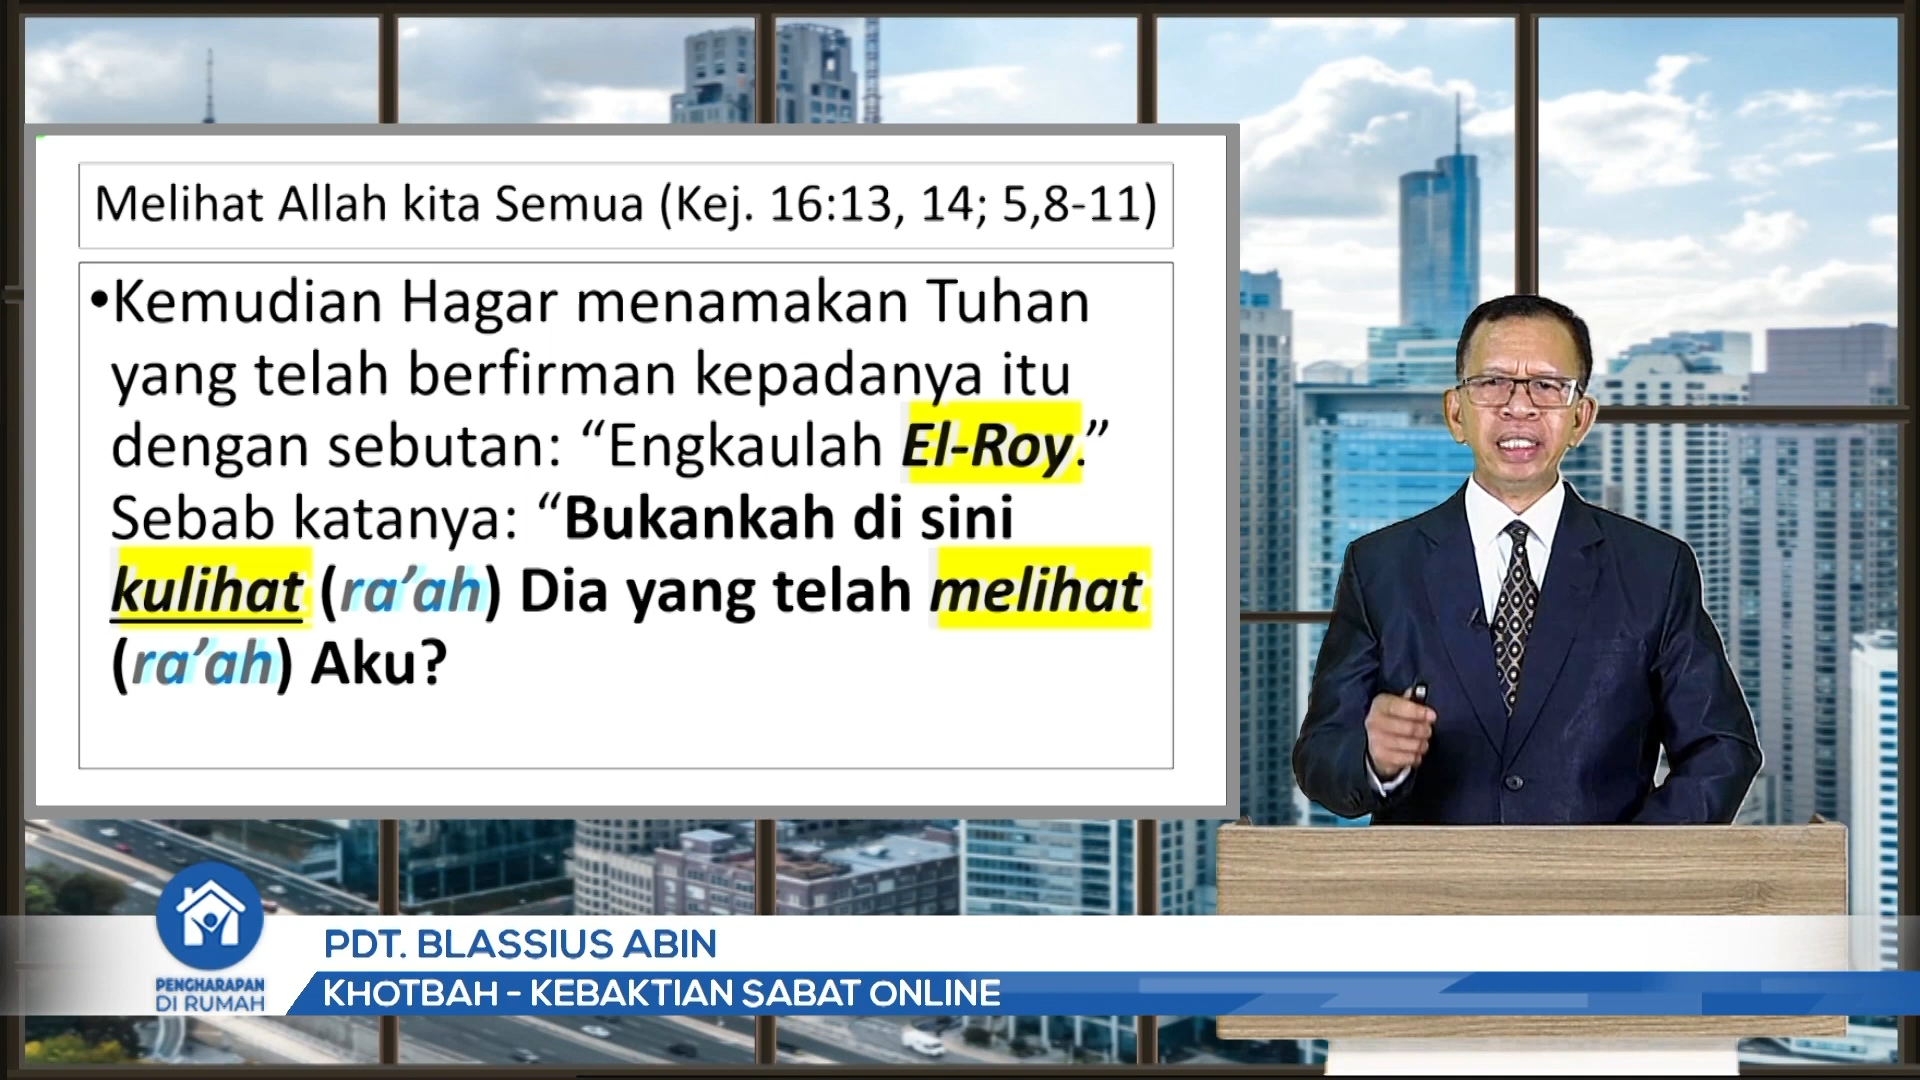 Melihat Allah kita Semua (Kej. 16:13, 14; 5,8-11)
•Kemudian Hagar menamakan Tuhan
yang telah berfirman kepadanya itu
dengan sebutan: “Engkaulah El-Roy.”
Sebab katanya: “Bukankah di sini
kulihat (ra’ah) Dia yang telah melihat
(ra’ah) Aku?
PENGHARAPAN
DI RUMAH
PDT. BLASSIUS ABIN
KHOTBAH - KEBAKTIAN SABAT ONLINE